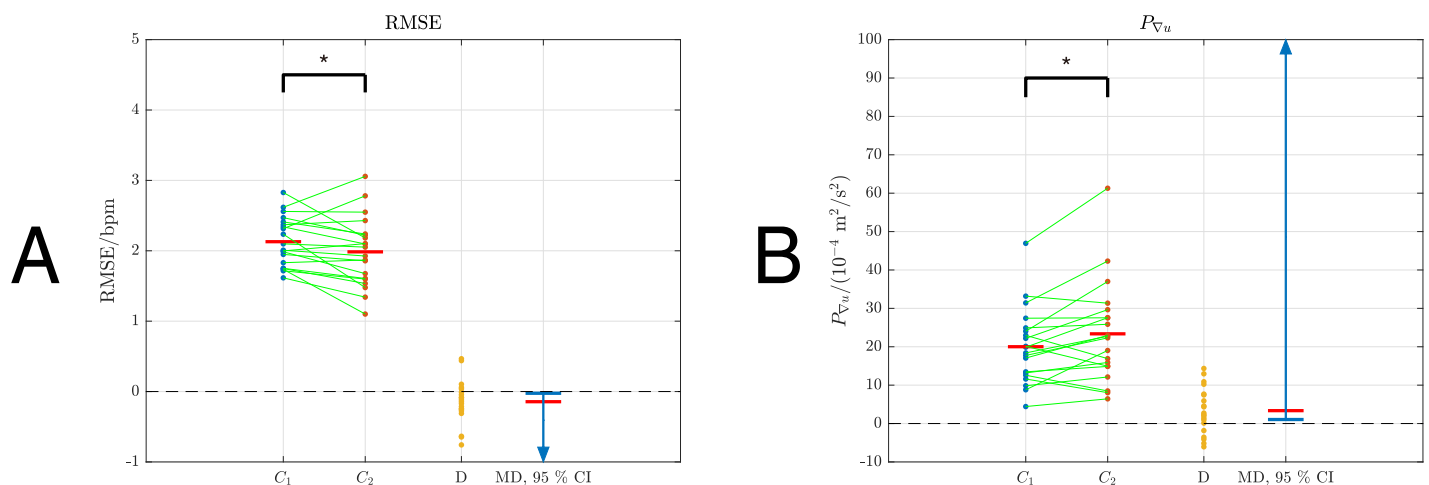 A
RMSE
RMSE/bpm
5
4
3
2
1
0
-1
*
C₁
C₂
D
MD, 95 % CI
B
P∇u
P∇u/(10⁻⁴ m²/s²)
100
90
80
70
60
50
40
30
20
10
0
-10
*
C₁
C₂
D
MD, 95 % CI